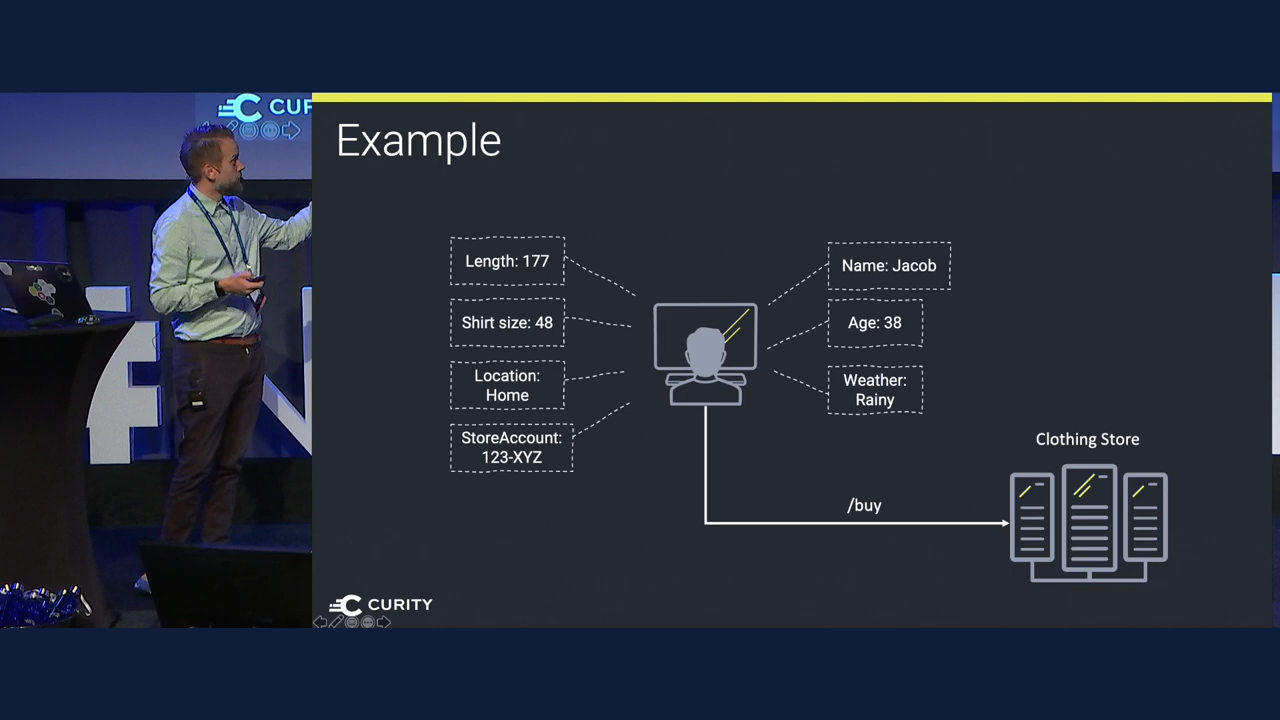 CUR
Example
Length: 177
Shirt size: 48
Location:
Home
StoreAccount:
123-XYZ
Name: Jacob
Age: 38
Weather:
Rainy
Clothing Store
/buy
CURITY